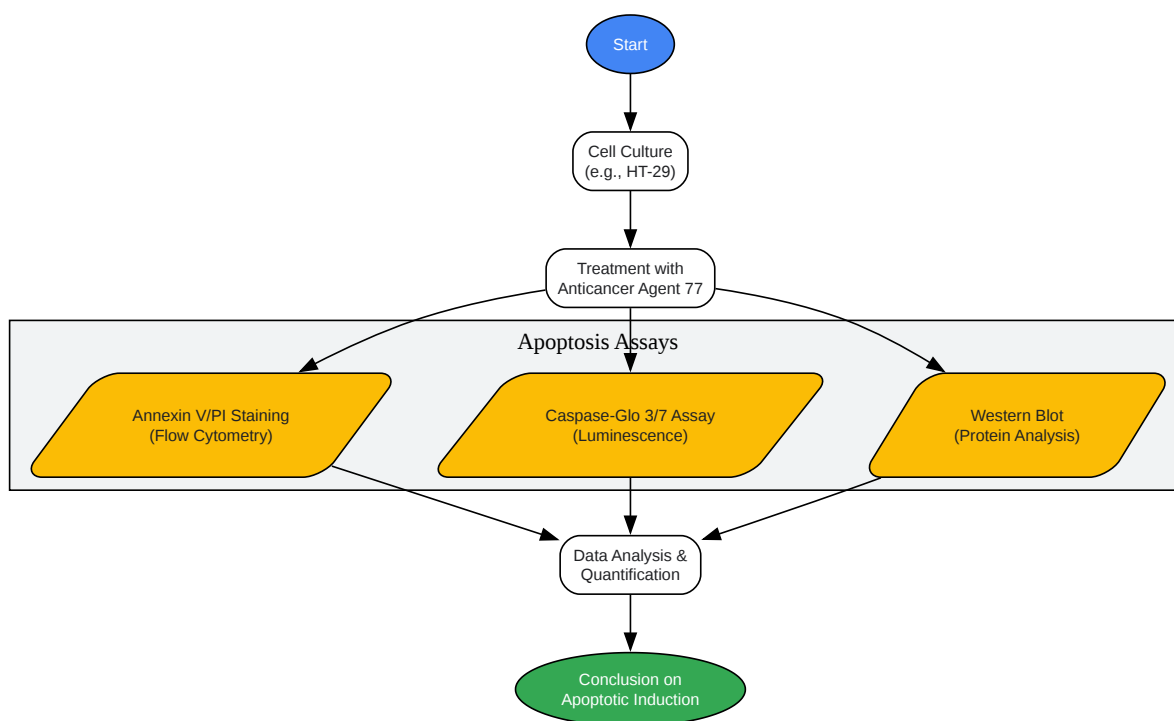 Start
Cell Culture
(e.g., HT-29)
Treatment with
Anticancer Agent 77
Apoptosis Assays
Annexin V/PI Staining
(Flow Cytometry)
Caspase-Glo 3/7 Assay
(Luminescence)
Western Blot
(Protein Analysis)
Data Analysis &
Quantification
Conclusion on
Apoptotic Induction